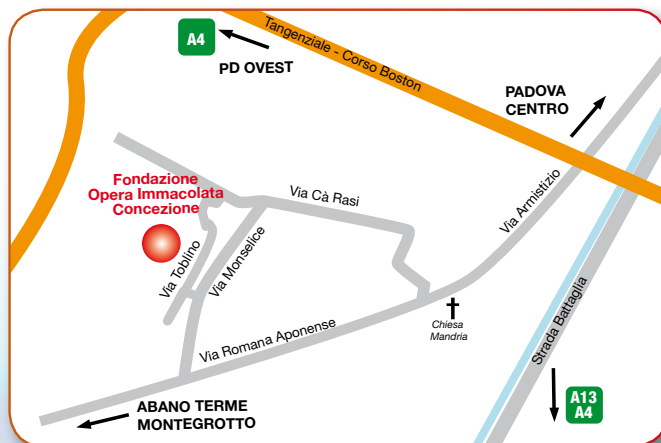 A4
PD OVEST
Tangenziale - Corso Boston
PADOVA
CENTRO
Fondazione
Opera Immacolata
Concezione
Via Cà Rasi
Via Armistizio
Via Toblino
Via Monselice
Via Romana Aponense
Chiesa
Mandria
Strada Battaglia
A13
A4
ABANO TERME
MONTEGROTTO